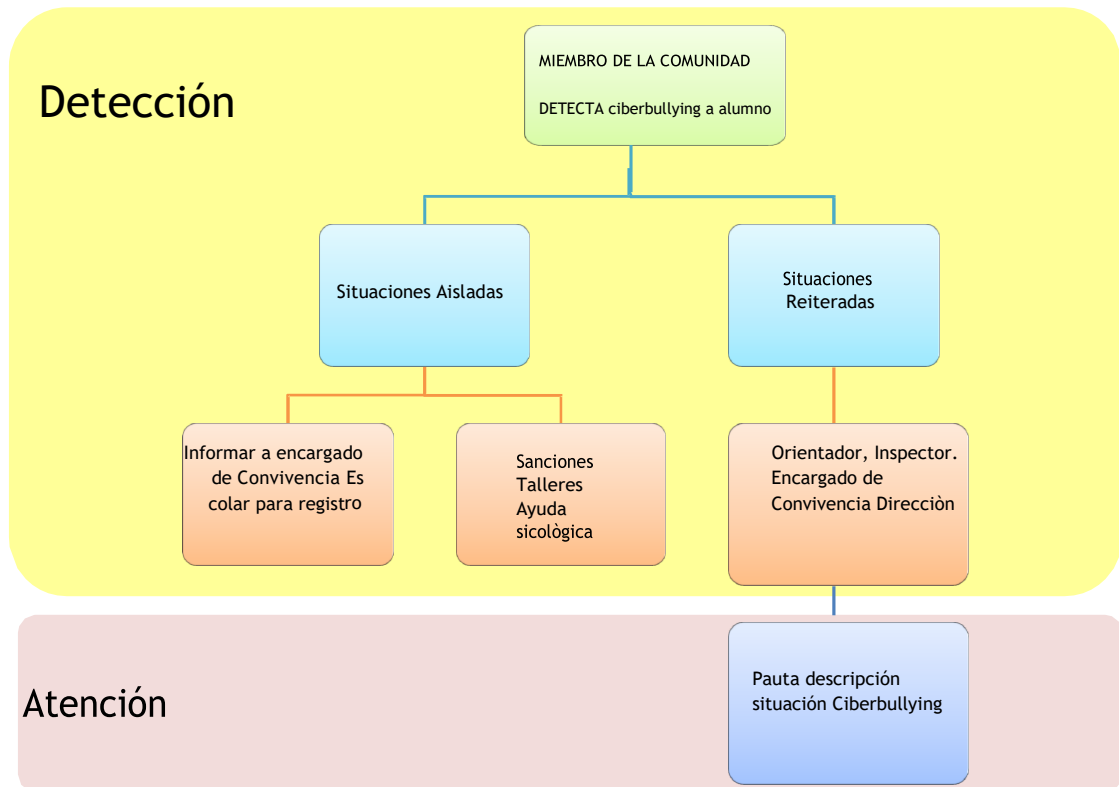 Detección
MIEMBRO DE LA COMUNIDAD
DETECTA ciberbullying a alumno
Situaciones Aisladas
Situaciones
Reiteradas
Informar a encargado
de Convivencia Es
colar para registro
Sanciones
Talleres
Ayuda
sicològica
Orientador, Inspector.
Encargado de
Convivencia Direcciòn
Atención
Pauta descripción
situación Ciberbullying